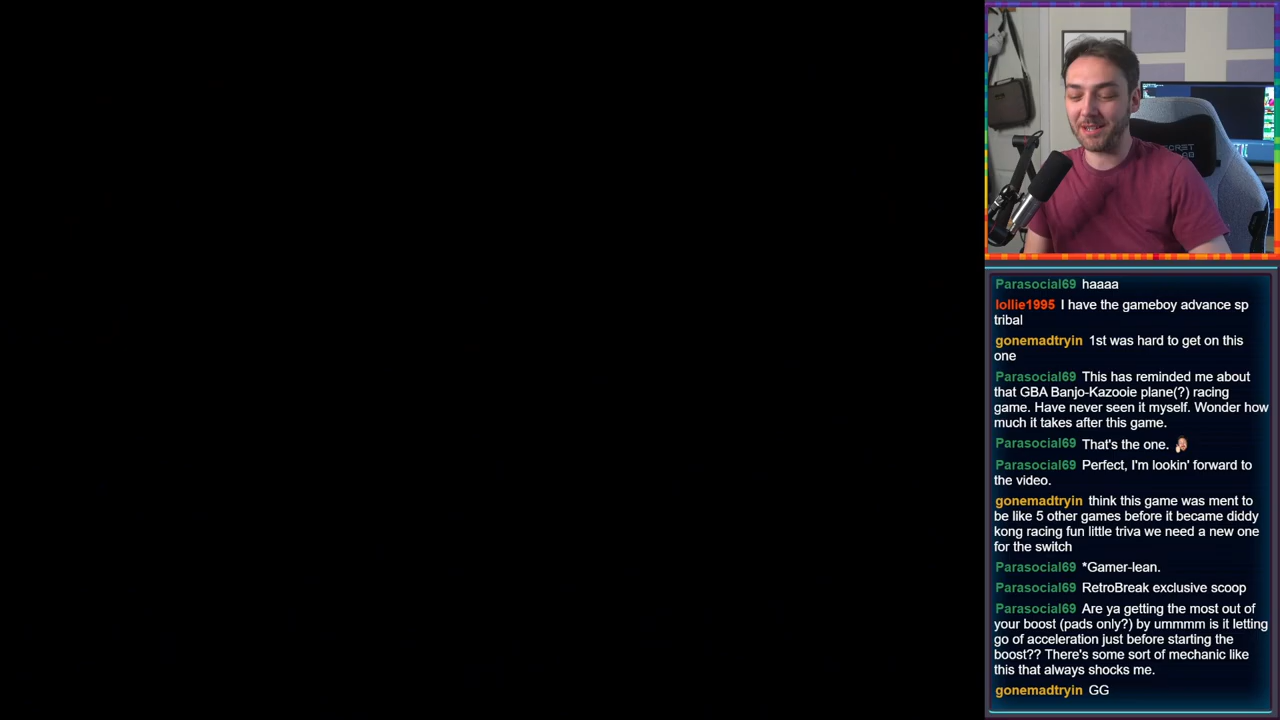 SECRET
LAB
Parasocial69 haaaa
lollie1995 I have the gameboy advance sp
tribal
gonemadtryin 1st was hard to get on this
one
Parasocial69 This has reminded me about
that GBA Banjo-Kazooie plane(?) racing
game. Have never seen it myself. Wonder how
much it takes after this game.
Parasocial69 That's the one.
Parasocial69 Perfect, I'm lookin' forward to
the video.
gonemadtryin think this game was ment to
be like 5 other games before it became diddy
kong racing fun little triva we need a new one
for the switch
Parasocial69 *Gamer-lean.
Parasocial69 RetroBreak exclusive scoop
Parasocial69 Are ya getting the most out of
your boost (pads only?) by ummmm is it letting
go of acceleration just before starting the
boost?? There's some sort of mechanic like
this that always shocks me.
gonemadtryin GG